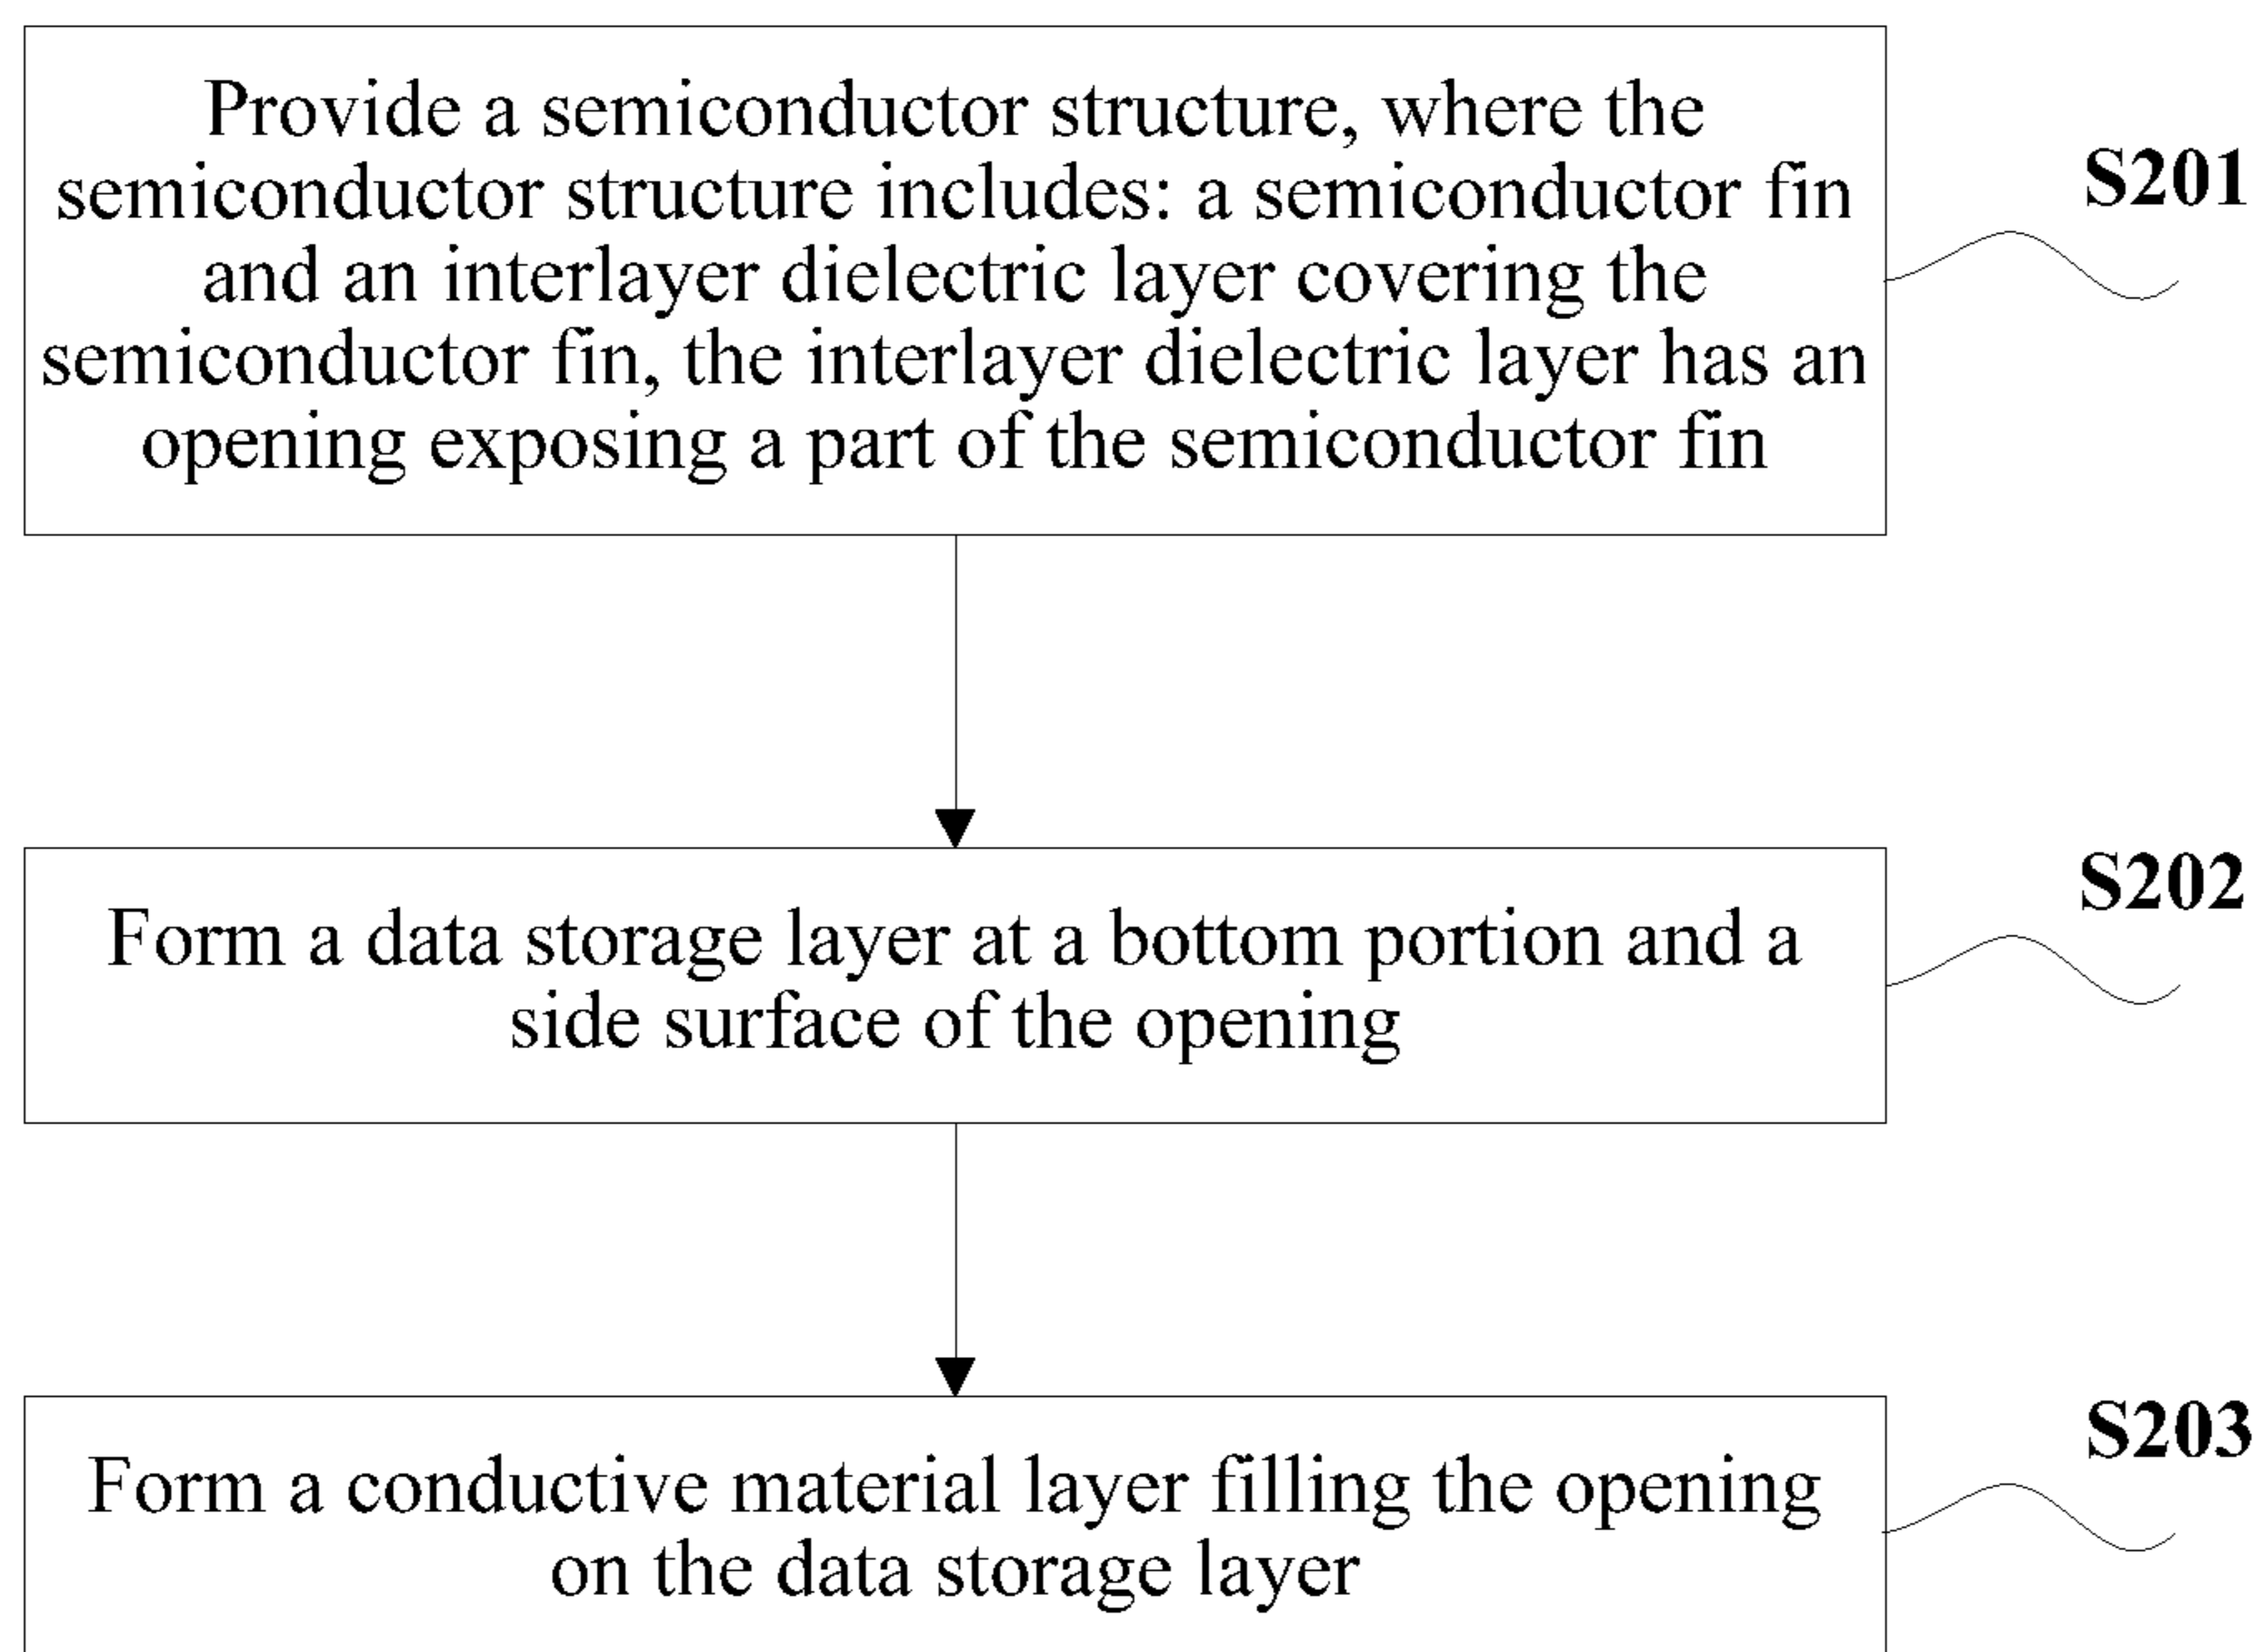 Provide a semiconductor structure, where the
semiconductor structure includes: a semiconductor fin
and an interlayer dielectric layer covering the
semiconductor fin, the interlayer dielectric layer has an
opening exposing a part of the semiconductor fin
S201
Form a data storage layer at a bottom portion and a
side surface of the opening
S202
Form a conductive material layer filling the opening
on the data storage layer
S203